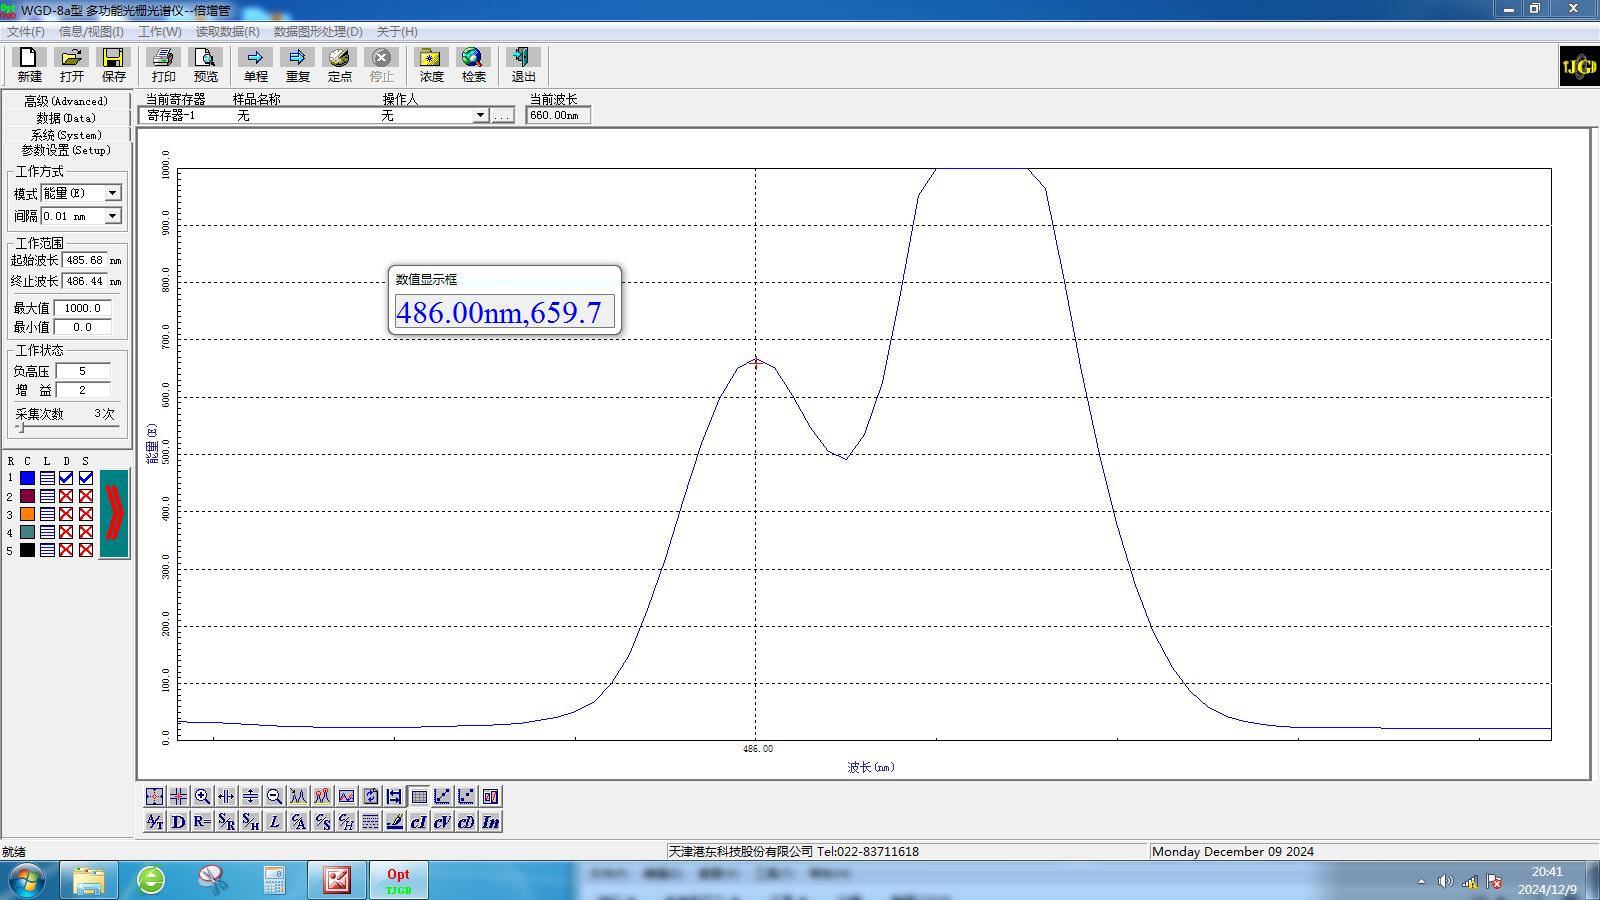 WGD-8a型 多功能光栅光谱仪--倍增管
文件(F) 信息/视图(I) 工作(W) 读取数据(R) 数据图形处理(D) 关于(H)
新建 打开 保存 打印 预览 单程 重复 定点 停止 浓度 检索 退出
TJGD
高级(Advanced)
数据(Data)
系统(System)
参数设置(Setup)
当前寄存器 样品名称 操作人 当前波长
寄存器-1 无 无 ... 660.00nm
工作方式
模式 能量(E)
间隔 0.01 nm
工作范围
起始波长 485.68 nm
终止波长 486.44 nm
最大值 1000.0
最小值 0.0
工作状态
负高压 5
增 益 2
采集次数 3次
R C L D S
1
2
3
4
5
数值显示框
486.00nm,659.7
1000.0
900.0
800.0
700.0
600.0
500.0
400.0
300.0
200.0
100.0
0.0
能量(E)
486.00
波长(nm)
A/T D R= S/R S/H L C/A C/S C/H cI cV cD In
就绪 天津港东科技股份有限公司 Tel:022-83711618 Monday December 09 2024
Opt
TJGD
20:41
2024/12/9